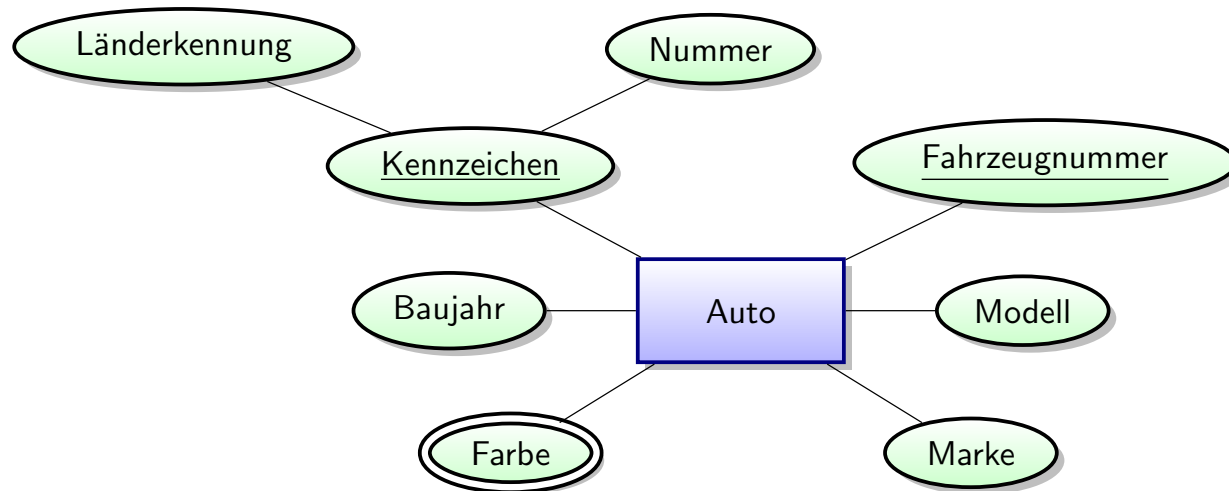 Länderkennung
Nummer
Kennzeichen
Fahrzeugnummer
Baujahr
Auto
Modell
Farbe
Marke